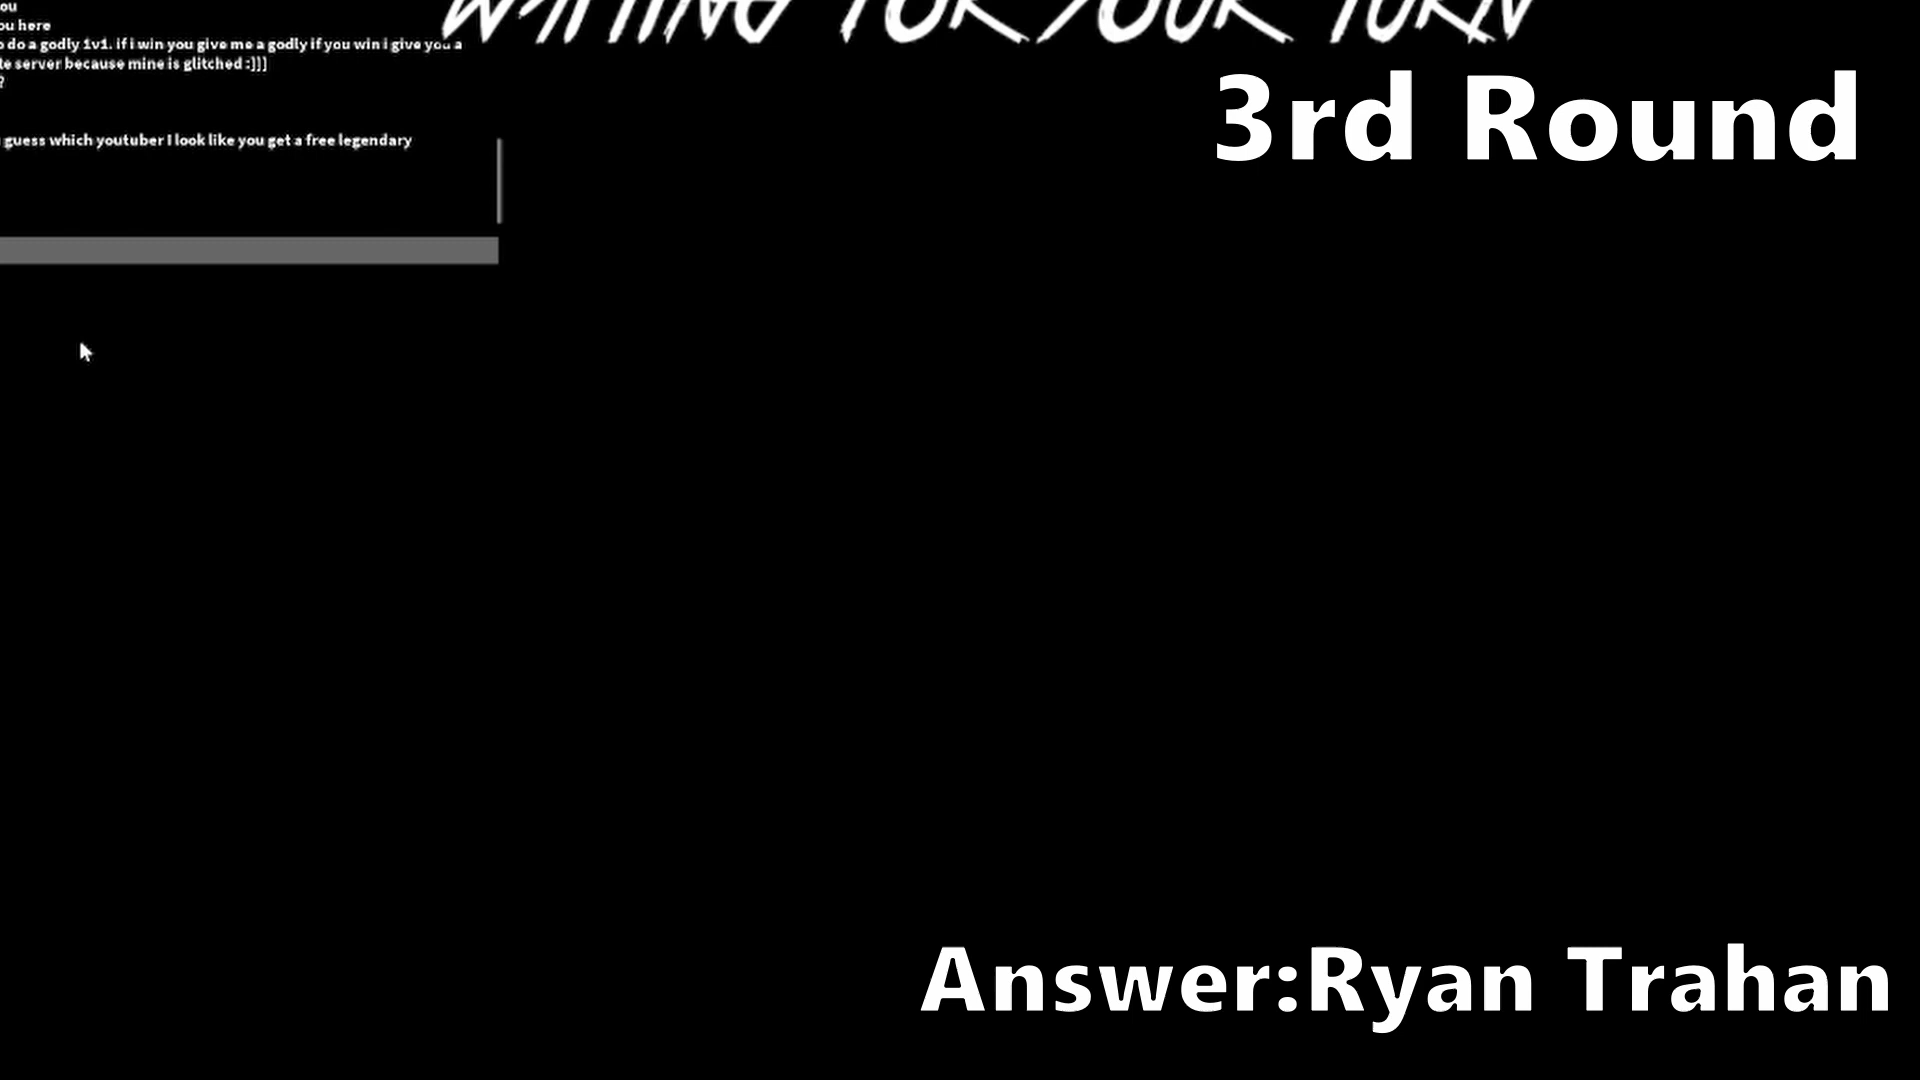 ou
ou here
WAITING FOR YOUR TURN
do a godly 1v1. if i win you give me a godly if you win i give you a
te server because mine is glitched :]]]
?
3rd Round
guess which youtuber I look like you get a free legendary
Answer:Ryan Trahan